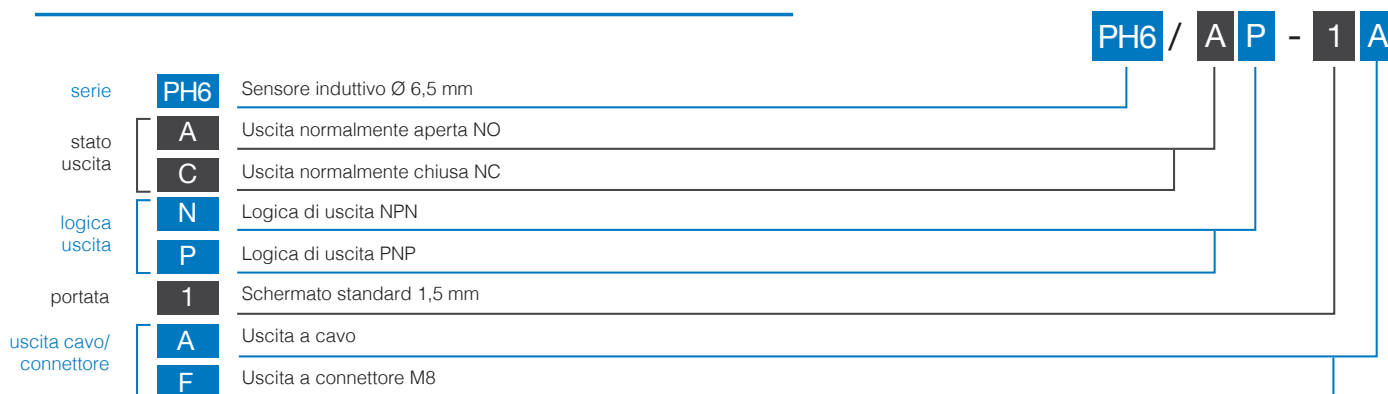 PH6 / A P - 1 A
serie PH6 Sensore induttivo Ø 6,5 mm
stato uscita
A Uscita normalmente aperta NO
C Uscita normalmente chiusa NC
logica uscita
N Logica di uscita NPN
P Logica di uscita PNP
portata 1 Schermato standard 1,5 mm
uscita cavo/
connettore
A Uscita a cavo
F Uscita a connettore M8